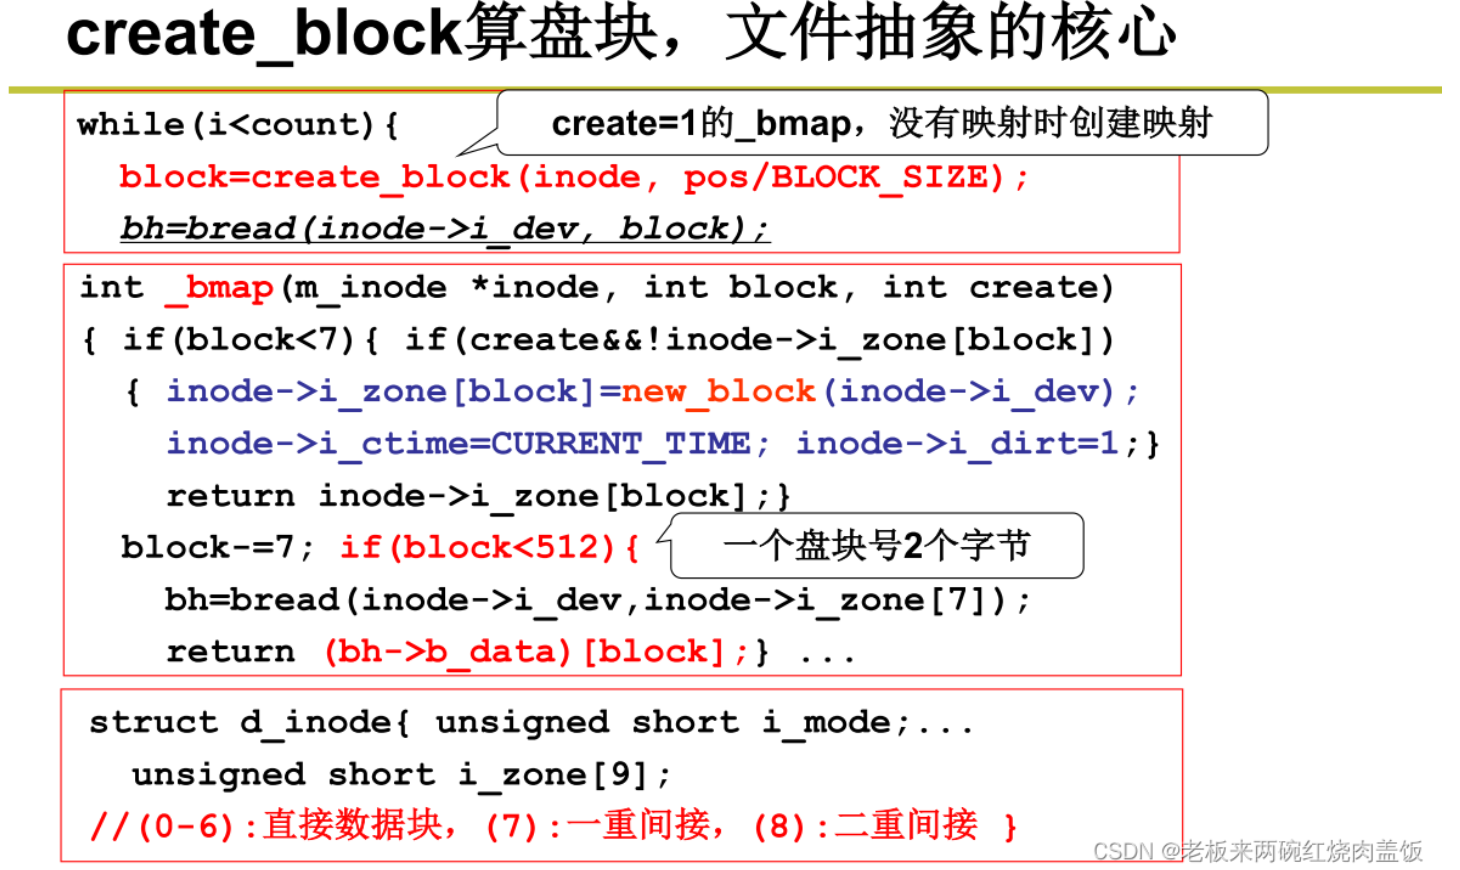 create_block算盘块，文件抽象的核心
while(i<count){
create=1的_bmap，没有映射时创建映射
block=create_block(inode, pos/BLOCK_SIZE);
bh=bread(inode->i_dev, block);
int _bmap(m_inode *inode, int block, int create)
{ if(block<7){ if(create&&!inode->i_zone[block])
{ inode->i_zone[block]=new_block(inode->i_dev);
inode->i_ctime=CURRENT_TIME; inode->i_dirt=1;}
return inode->i_zone[block];}
block-=7; if(block<512){
一个盘块号2个字节
bh=bread(inode->i_dev,inode->i_zone[7]);
return (bh->b_data)[block];} ...
struct d_inode{ unsigned short i_mode;...
unsigned short i_zone[9];
//(0-6):直接数据块，(7):一重间接，(8):二重间接 }
CSDN @老板来两碗红烧肉盖饭